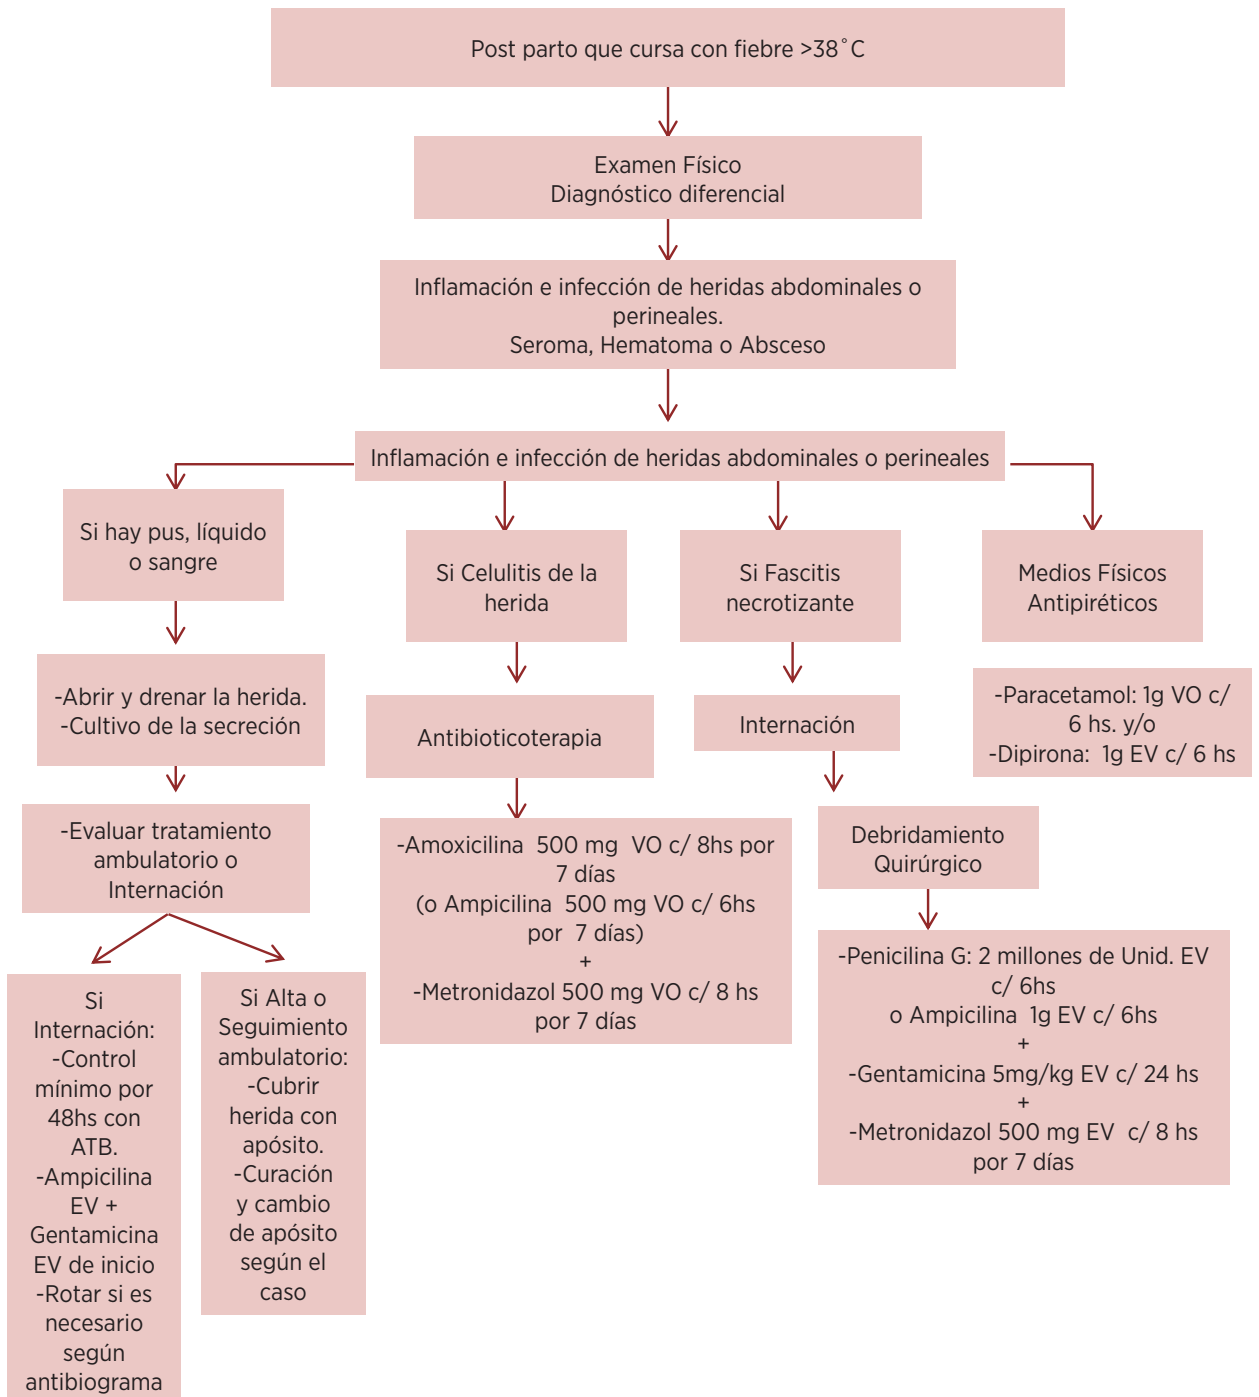 Post parto que cursa con fiebre >38˚C
Examen Físico
Diagnóstico diferencial
Inflamación e infección de heridas abdominales o
perineales.
Seroma, Hematoma o Absceso
Inflamación e infección de heridas abdominales o perineales
Si hay pus, líquido
o sangre
-Abrir y drenar la herida.
-Cultivo de la secreción
-Evaluar tratamiento
ambulatorio o
Internación
Si
Internación:
-Control
mínimo por
48hs con
ATB.
-Ampicilina
EV +
Gentamicina
EV de inicio
-Rotar si es
necesario
según
antibiograma
Si Alta o
Seguimiento
ambulatorio:
-Cubrir
herida con
apósito.
-Curación
y cambio
de apósito
según el
caso
Si Celulitis de la
herida
Antibioticoterapia
-Amoxicilina 500 mg VO c/ 8hs por
7 días
(o Ampicilina 500 mg VO c/ 6hs
por 7 días)
+
-Metronidazol 500 mg VO c/ 8 hs
por 7 días
Si Fascitis
necrotizante
Internación
Debridamiento
Quirúrgico
-Penicilina G: 2 millones de Unid. EV
c/ 6hs
o Ampicilina 1g EV c/ 6hs
+
-Gentamicina 5mg/kg EV c/ 24 hs
+
-Metronidazol 500 mg EV c/ 8 hs
por 7 días
Medios Físicos
Antipiréticos
-Paracetamol: 1g VO c/
6 hs. y/o
-Dipirona: 1g EV c/ 6 hs